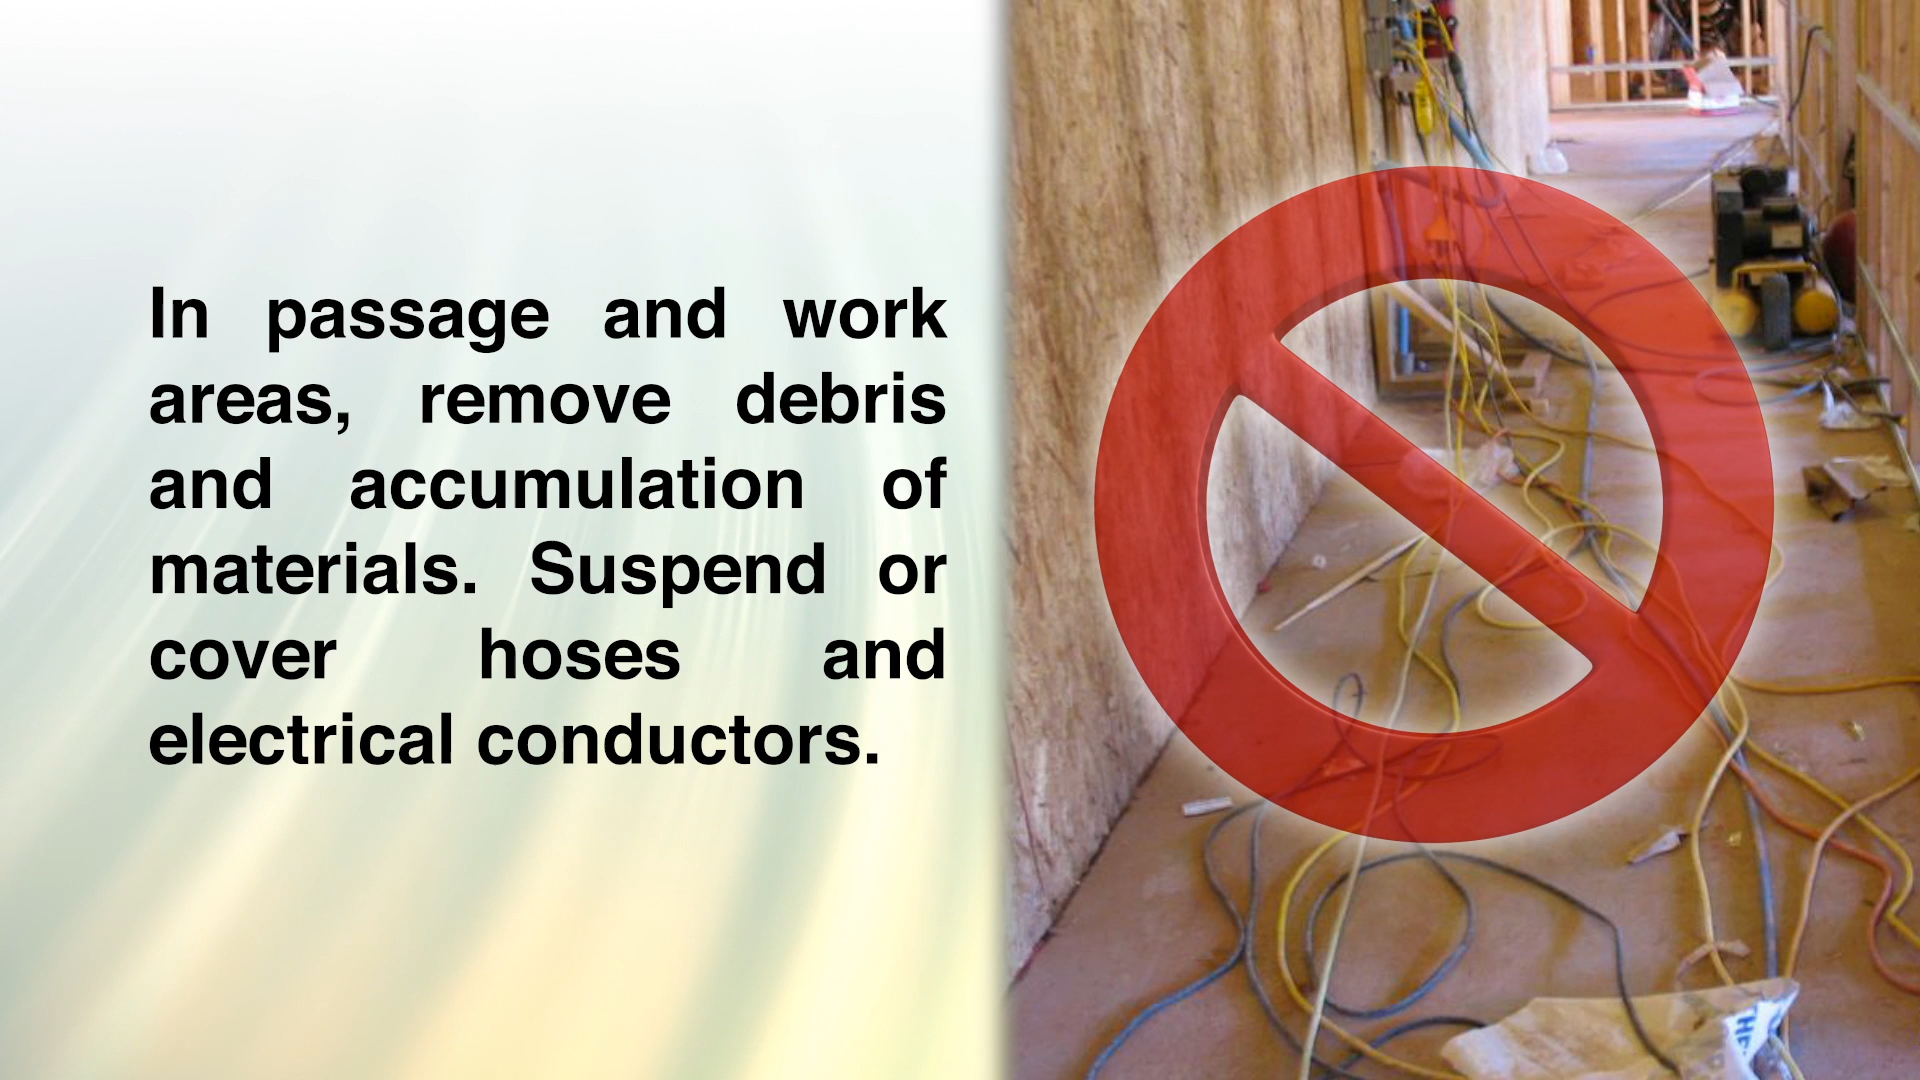 In passage and work
areas, remove debris
and accumulation of
materials. Suspend or
cover hoses and
electrical conductors.